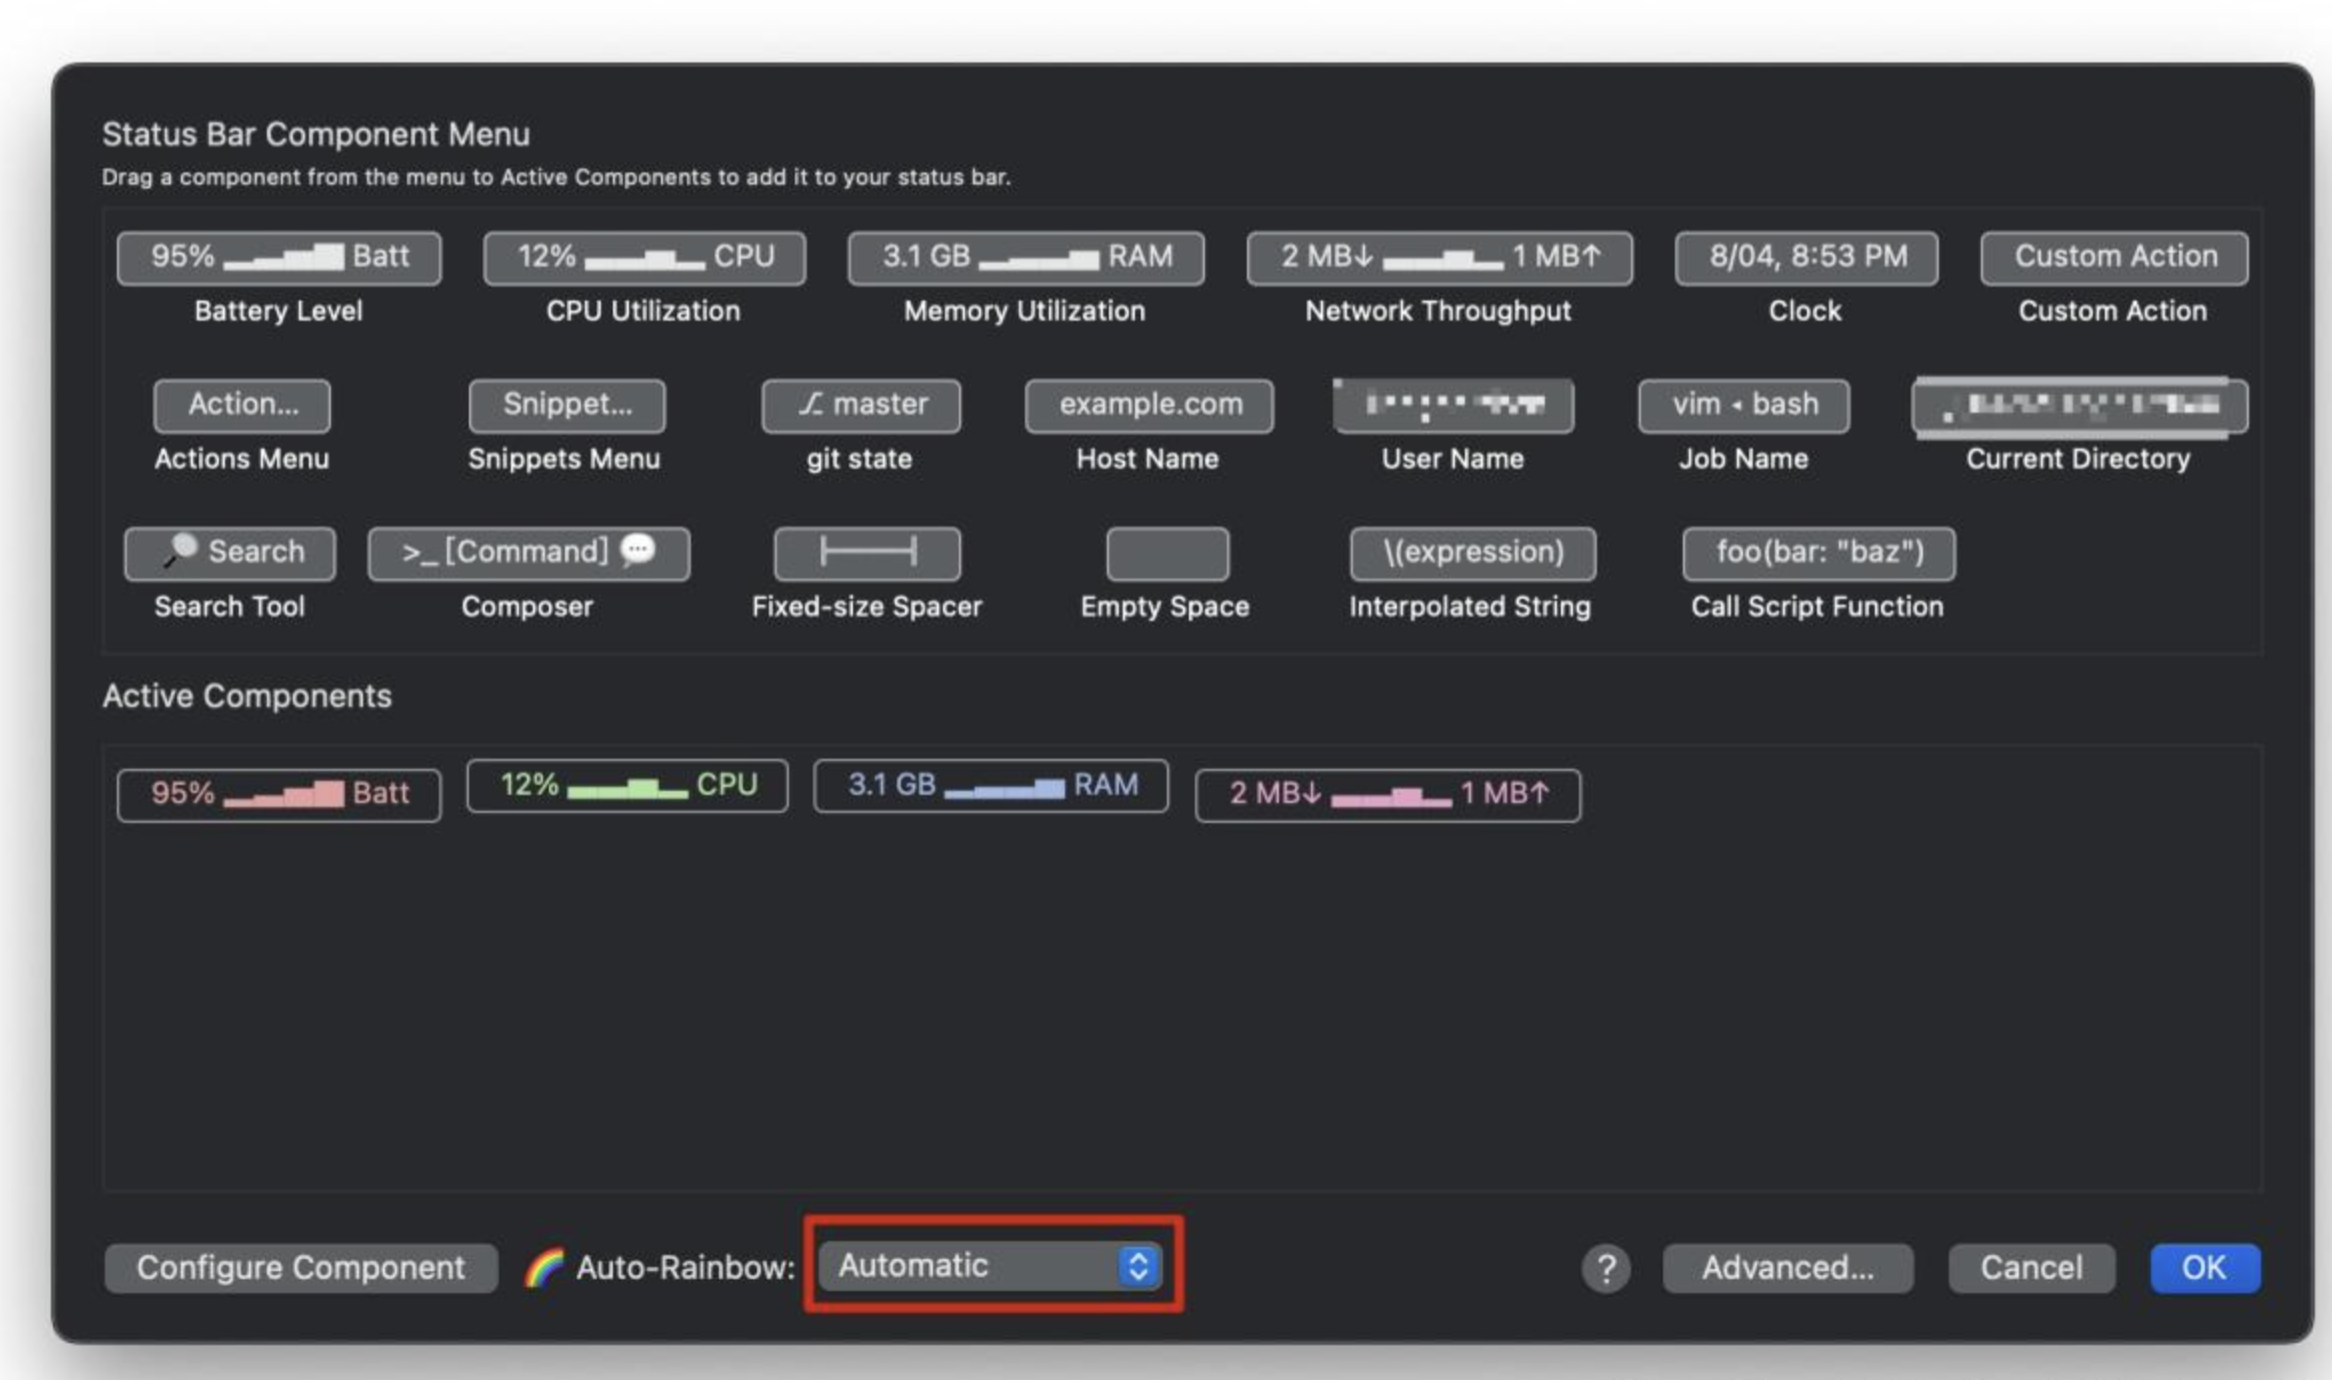 Status Bar Component Menu
Drag a component from the menu to Active Components to add it to your status bar.
95% Batt 12% CPU 3.1 GB RAM 2 MB↓ 1 MB↑ 8/04, 8:53 PM Custom Action
Battery Level CPU Utilization Memory Utilization Network Throughput Clock Custom Action
Action... Snippet... master example.com vim ◂ bash
Actions Menu Snippets Menu git state Host Name User Name Job Name Current Directory
Search >_[Command] \(expression) foo(bar: "baz")
Search Tool Composer Fixed-size Spacer Empty Space Interpolated String Call Script Function
Active Components
95% Batt 12% CPU 3.1 GB RAM 2 MB↓ 1 MB↑
Configure Component Auto-Rainbow: Automatic ? Advanced... Cancel OK